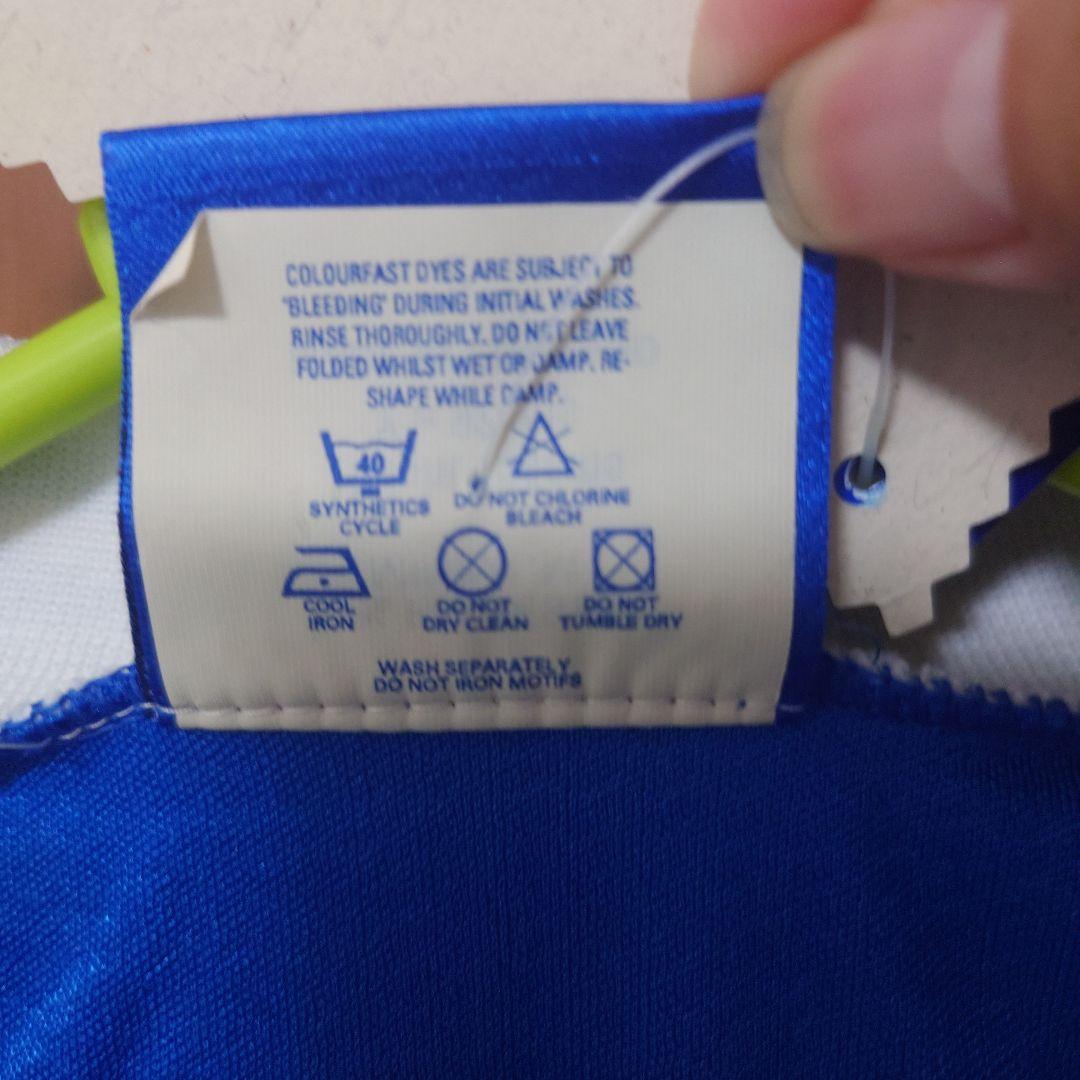 COLOURFAST DYES ARE SUBJECT TO
"BLEEDING" DURING INITIAL WASHES.
RINSE THOROUGHLY. DO NOT LEAVE
FOLDED WHILST WET OR DAMP. RE-
SHAPE WHILE DAMP.
40
SYNTHETICS
CYCLE
DO NOT CHLORINE
BLEACH
COOL
IRON
DO NOT
DRY CLEAN
DO NOT
TUMBLE DRY
WASH SEPARATELY
DO NOT IRON MOTIFS